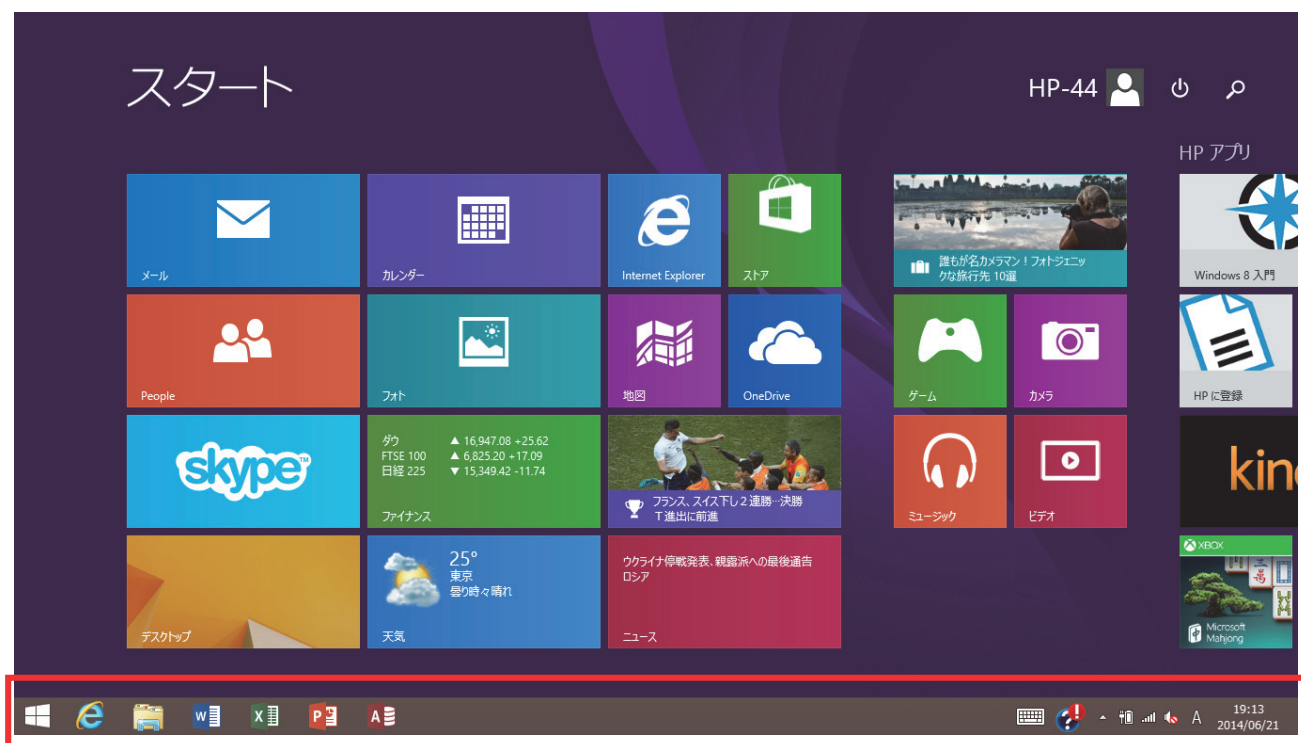 スタート
HP-44
HP アプリ
メール
カレンダー
Internet Explorer
ストア
誰もが名カメラマン！フォトジェニッ
クな旅行先 10選
Windows 8 入門
People
フォト
地図
OneDrive
ゲーム
カメラ
HP に登録
skype™
ダウ ▲ 16,947.08 +25.62
FTSE 100 ▲ 6,825.20 +17.09
日経 225 ▼ 15,349.42 -11.74
ファイナンス
フランス、スイス下し２連勝…決勝
Ｔ進出に前進
ミュージック
ビデオ
kin
デスクトップ
25°
東京
曇り時々晴れ
天気
ウクライナ停戦発表、親露派への最後通告
ロシア
ニュース
XBOX
Microsoft
Mahjong
A
19:13
2014/06/21